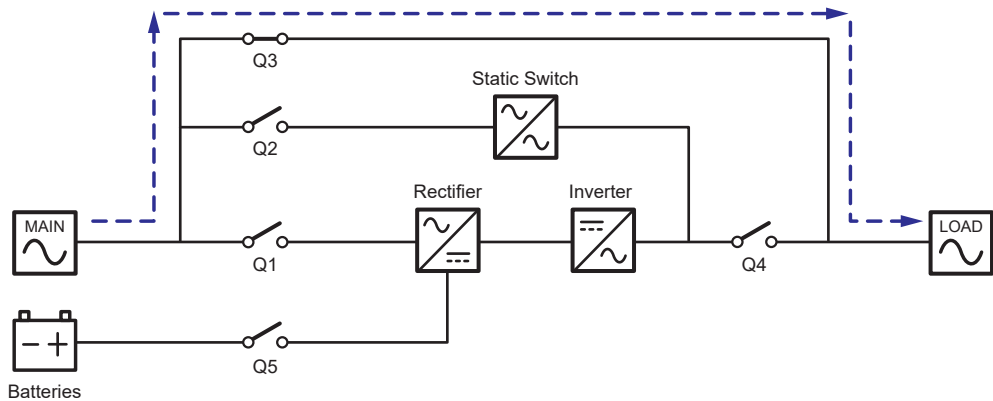 Q3
Static Switch
Q2
Rectifier
Inverter
MAIN
LOAD
Q1
Q4
Q5
Batteries